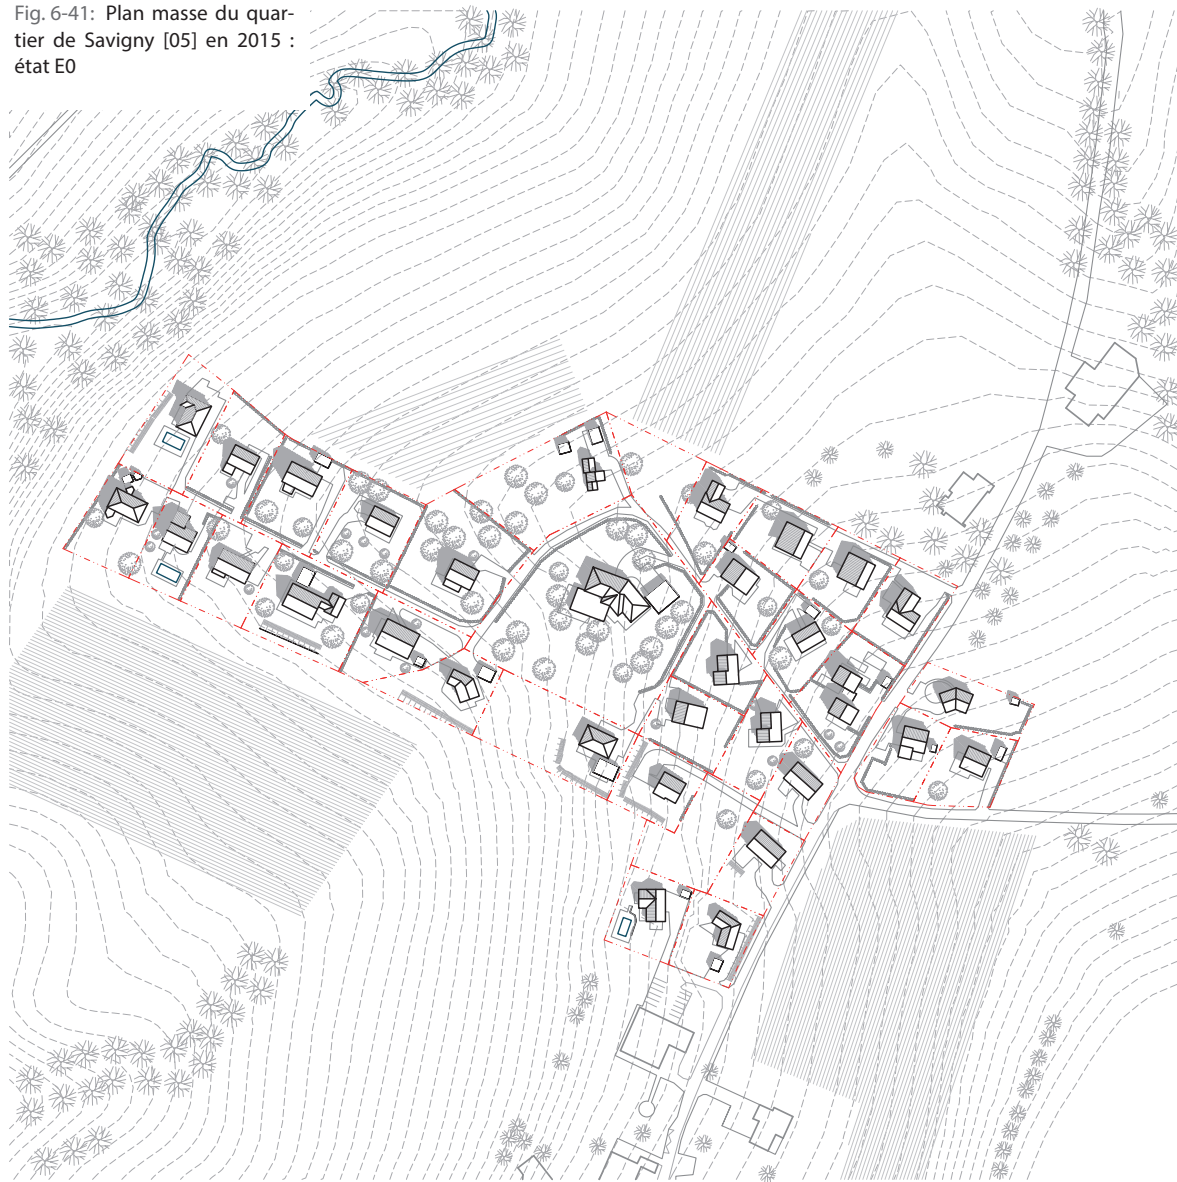 Fig. 6-41: Plan masse du quar-
tier de Savigny [05] en 2015 :
état E0